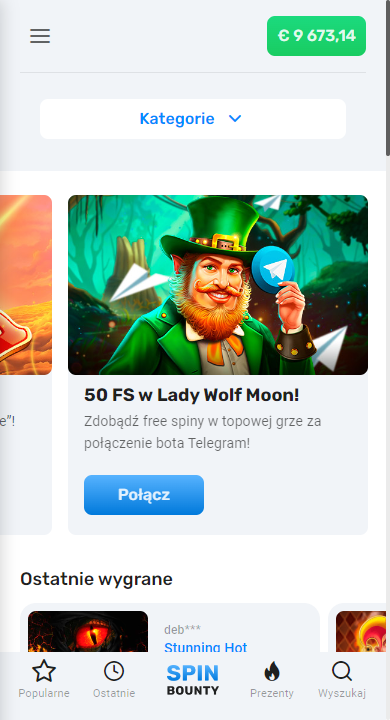 € 9 673,14
Kategorie
50 FS w Lady Wolf Moon!
e"!
Zdobądź free spiny w topowej grze za
połączenie bota Telegram!
Połącz
Ostatnie wygrane
deb***
Stunning Hot
SPIN
BOUNTY
Popularne
Ostatnie
Prezenty
Wyszukaj